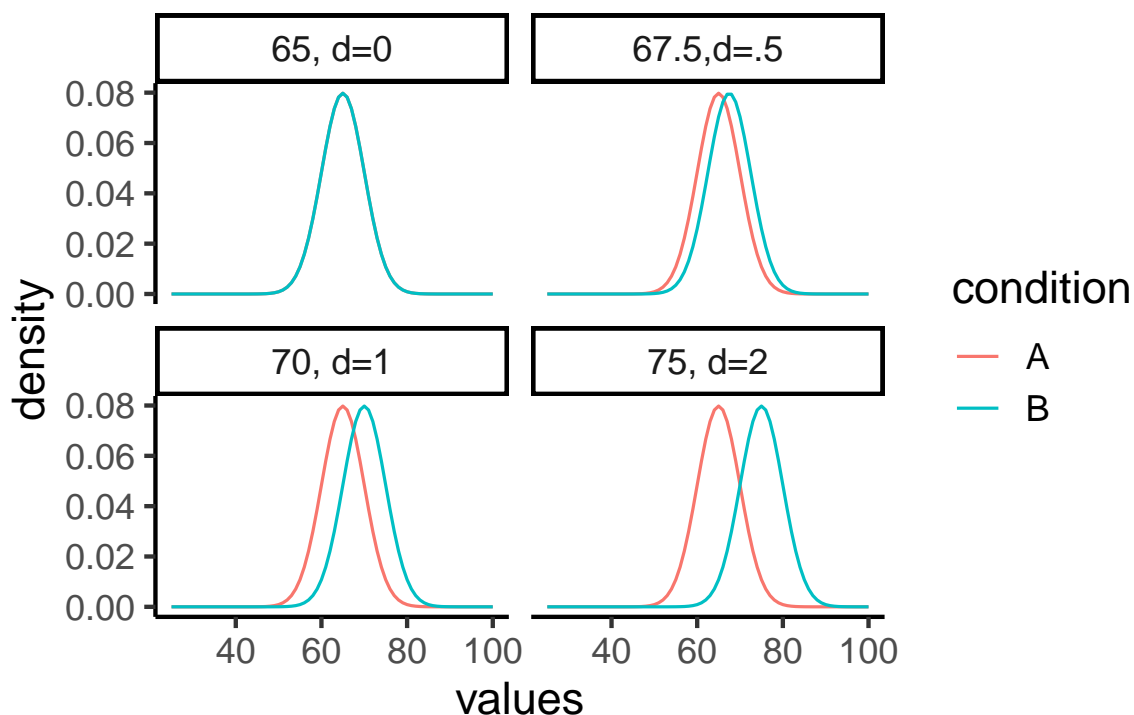 65, d=0
67.5,d=.5
0.08
0.06
0.04
0.02
0.00
70, d=1
75, d=2
0.08
0.06
0.04
0.02
0.00
40 60 80 100
40 60 80 100
values
density
condition
A
B